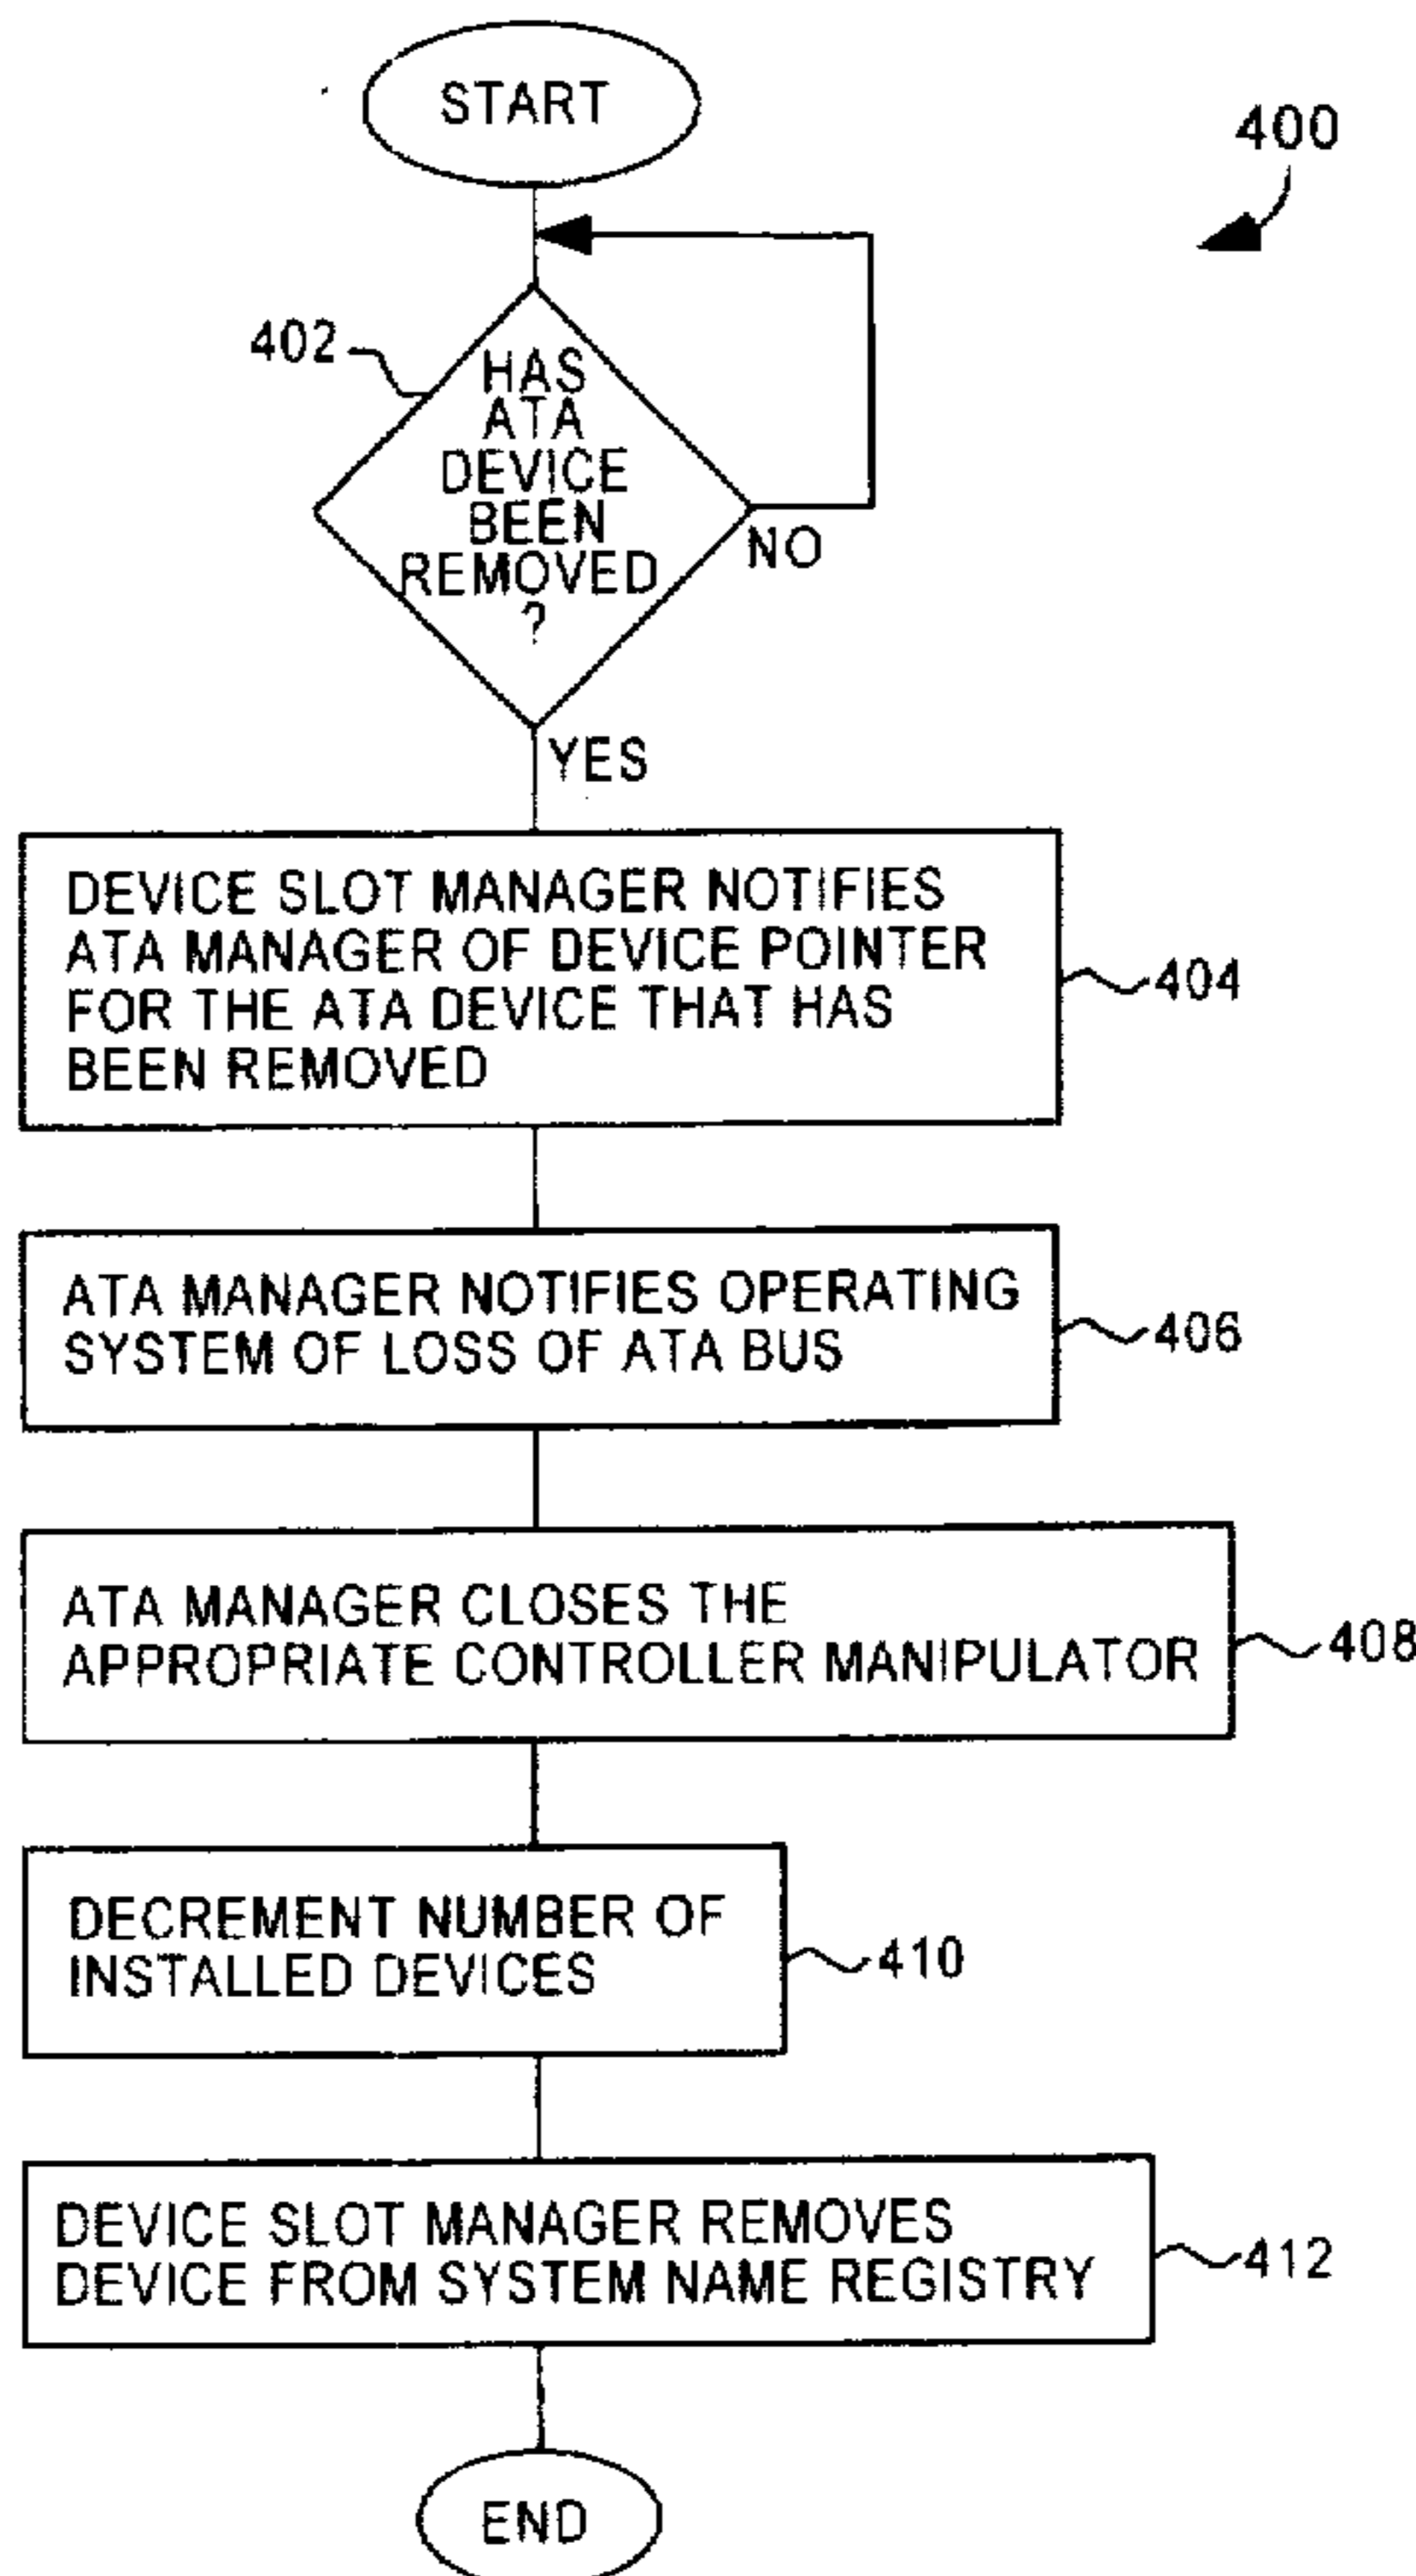 START
400
402
HAS
ATA
DEVICE
BEEN
REMOVED
?
NO
YES
DEVICE SLOT MANAGER NOTIFIES
ATA MANAGER OF DEVICE POINTER
FOR THE ATA DEVICE THAT HAS
BEEN REMOVED
404
ATA MANAGER NOTIFIES OPERATING
SYSTEM OF LOSS OF ATA BUS
406
ATA MANAGER CLOSES THE
APPROPRIATE CONTROLLER MANIPULATOR
408
DECREMENT NUMBER OF
INSTALLED DEVICES
410
DEVICE SLOT MANAGER REMOVES
DEVICE FROM SYSTEM NAME REGISTRY
412
END